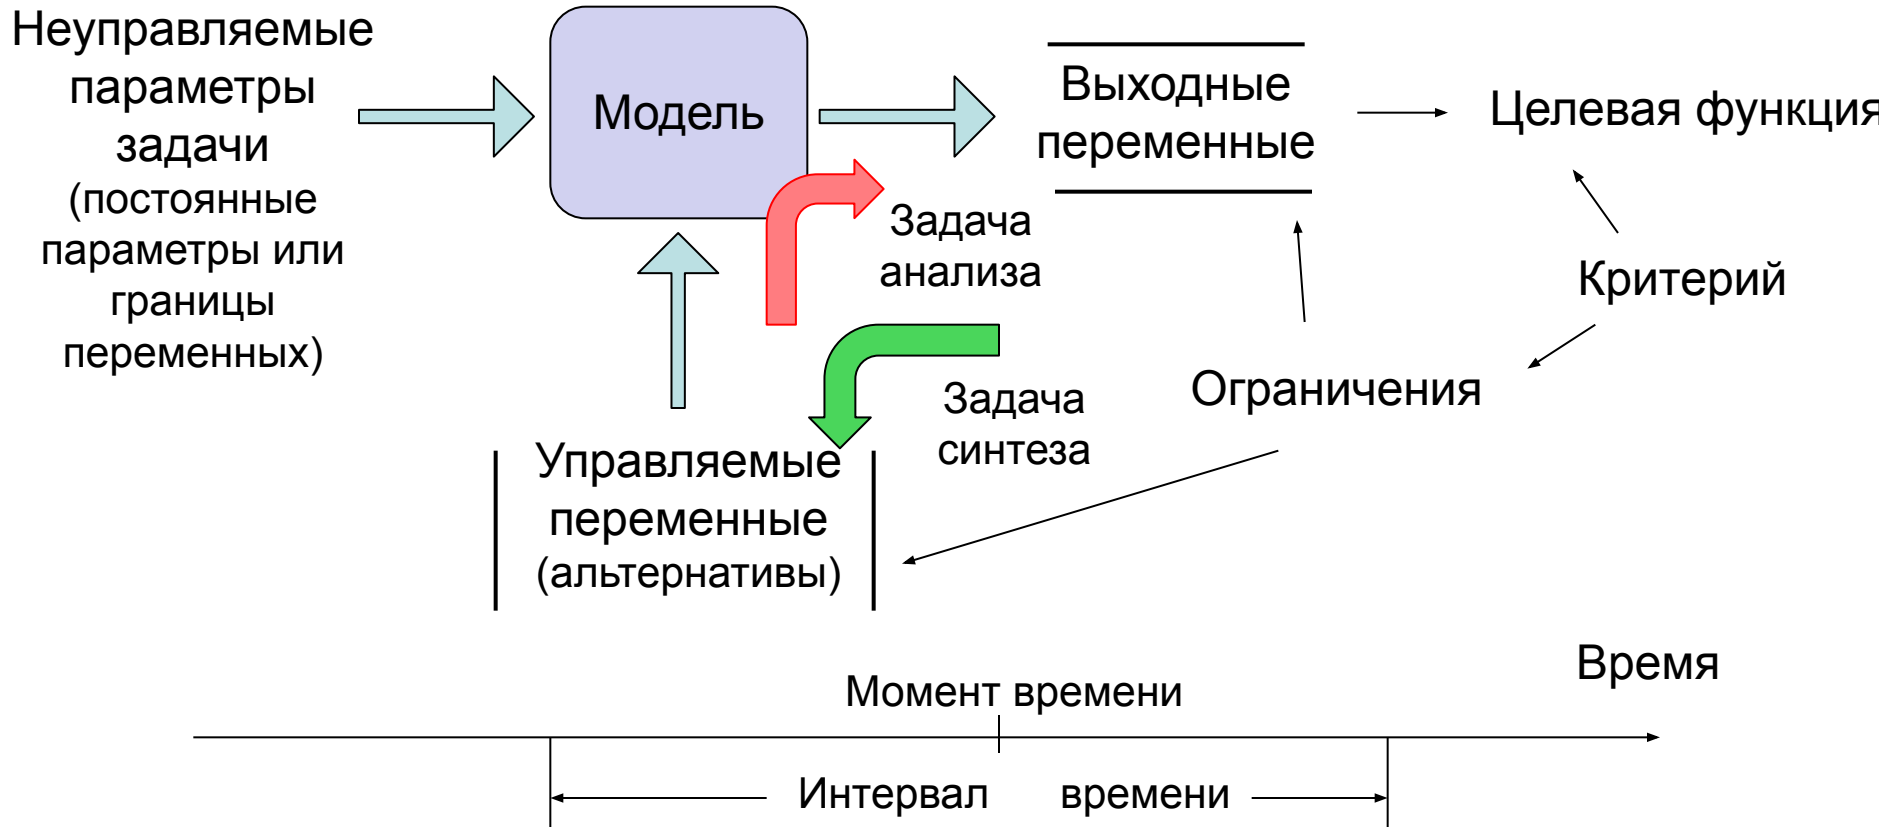 Неуправляемые
параметры
задачи
(постоянные
параметры или
границы
переменных)
Модель
Выходные
переменные
Целевая функция
Задача
анализа
Критерий
Ограничения
Задача
синтеза
Управляемые
переменные
(альтернативы)
Время
Момент времени
Интервал времени